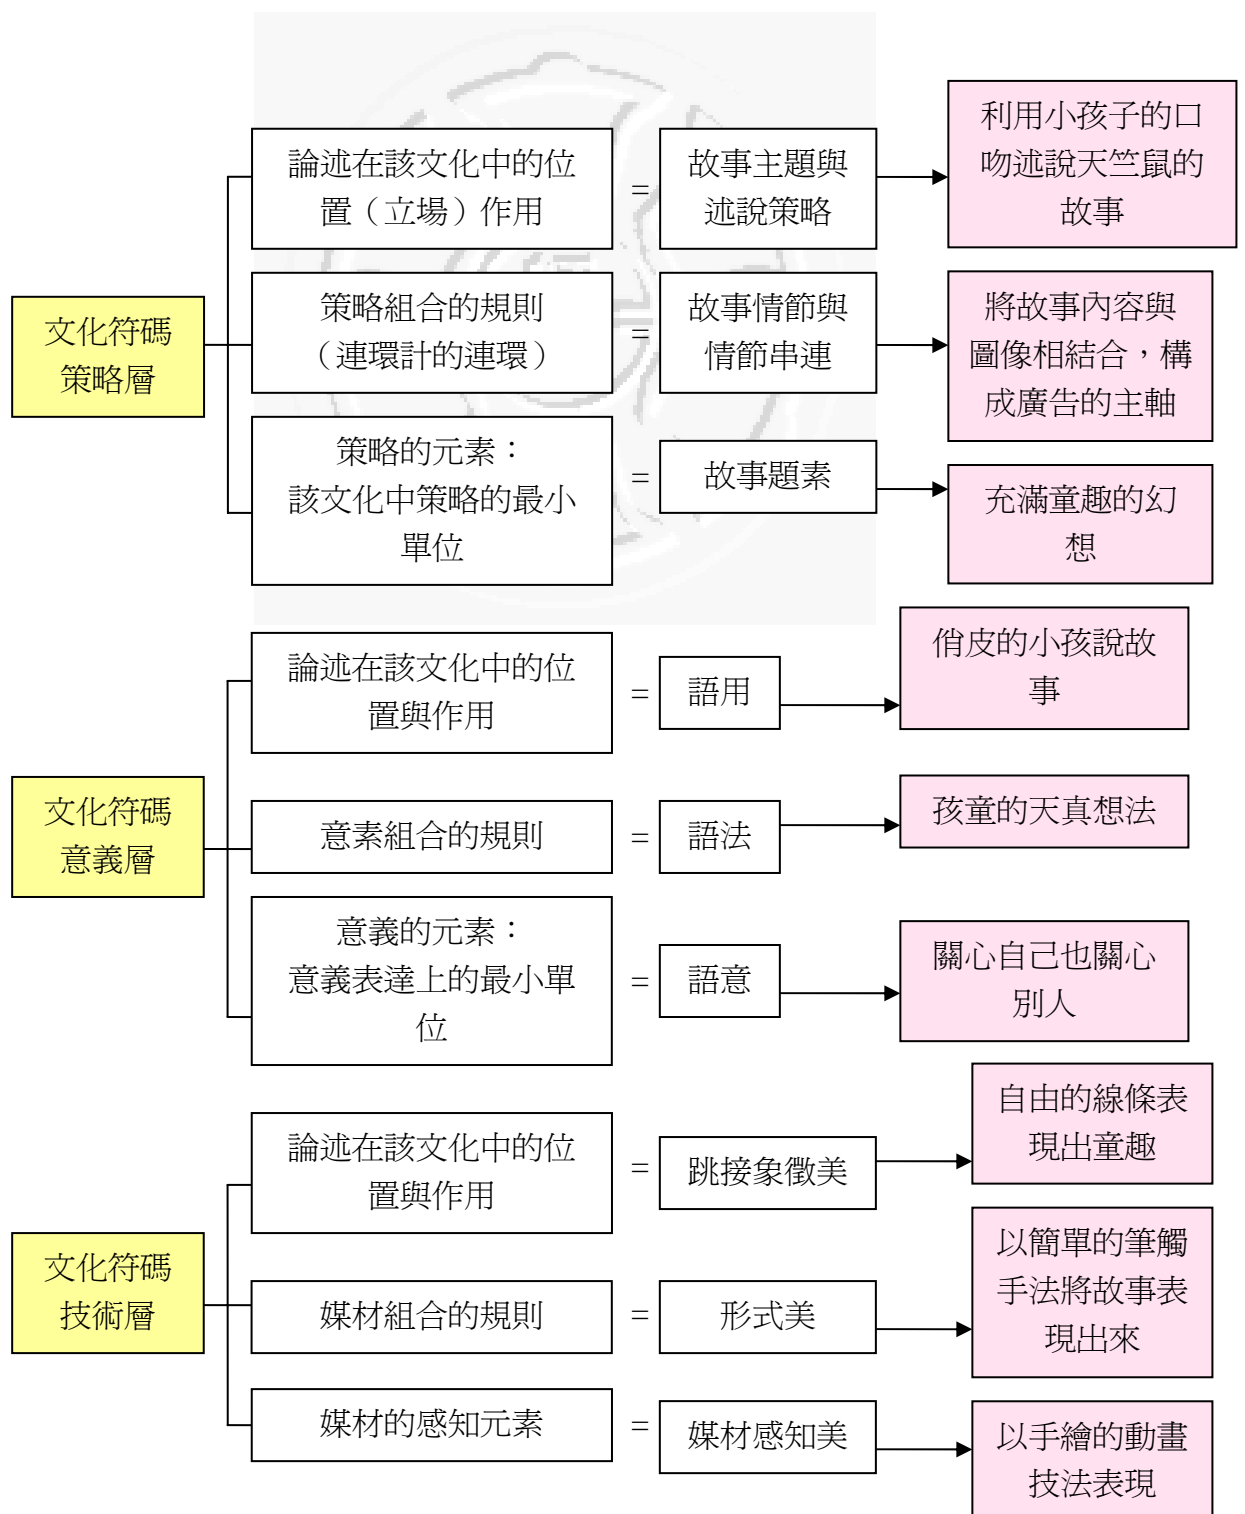 文化符碼
策略層
論述在該文化中的位
置（立場）作用
=
故事主題與
述說策略
利用小孩子的口
吻述說天竺鼠的
故事
策略組合的規則
（連環計的連環）
=
故事情節與
情節串連
將故事內容與
圖像相結合，構
成廣告的主軸
策略的元素：
該文化中策略的最小
單位
=
故事題素
充滿童趣的幻
想
文化符碼
意義層
論述在該文化中的位
置與作用
=
語用
俏皮的小孩說故
事
意素組合的規則
=
語法
孩童的天真想法
意義的元素：
意義表達上的最小單
位
=
語意
關心自己也關心
別人
文化符碼
技術層
論述在該文化中的位
置與作用
=
跳接象徵美
自由的線條表
現出童趣
媒材組合的規則
=
形式美
以簡單的筆觸
手法將故事表
現出來
媒材的感知元素
=
媒材感知美
以手繪的動畫
技法表現